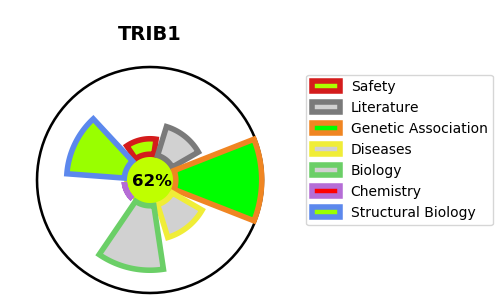 TRIB1
62%
Safety
Literature
Genetic Association
Diseases
Biology
Chemistry
Structural Biology